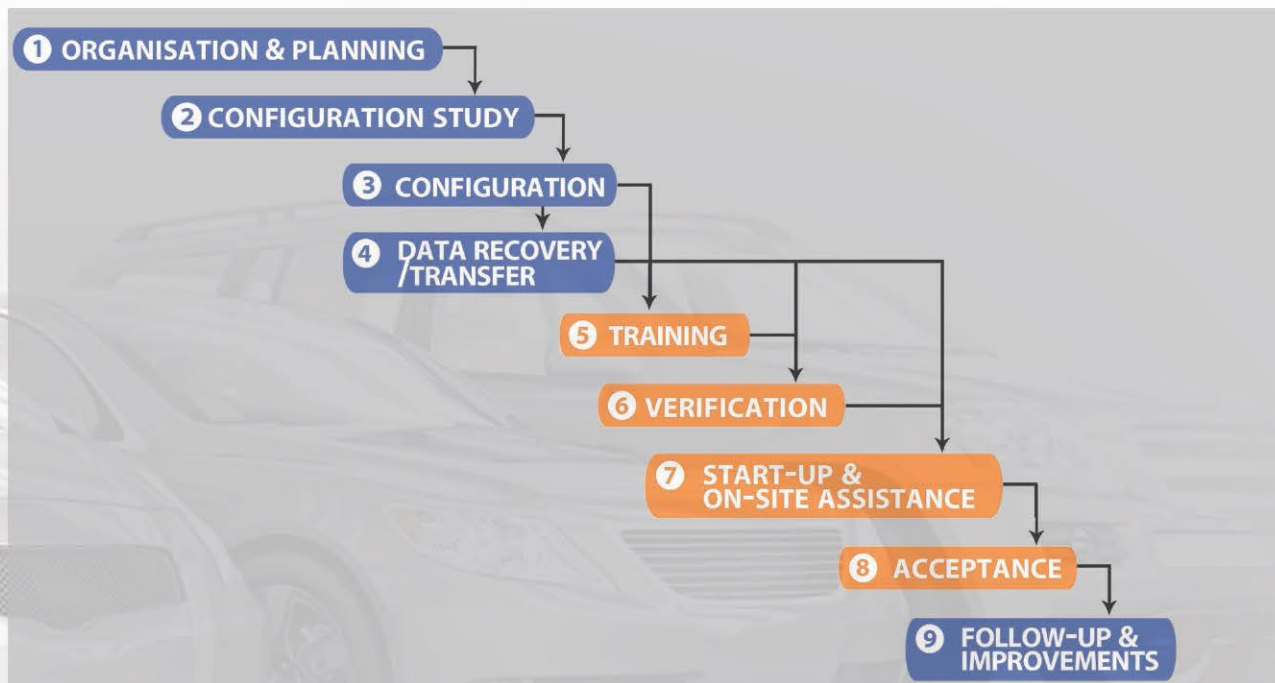 1 ORGANISATION & PLANNING
2 CONFIGURATION STUDY
3 CONFIGURATION
4 DATA RECOVERY
/TRANSFER
5 TRAINING
6 VERIFICATION
7 START-UP &
ON-SITE ASSISTANCE
8 ACCEPTANCE
9 FOLLOW-UP &
IMPROVEMENTS